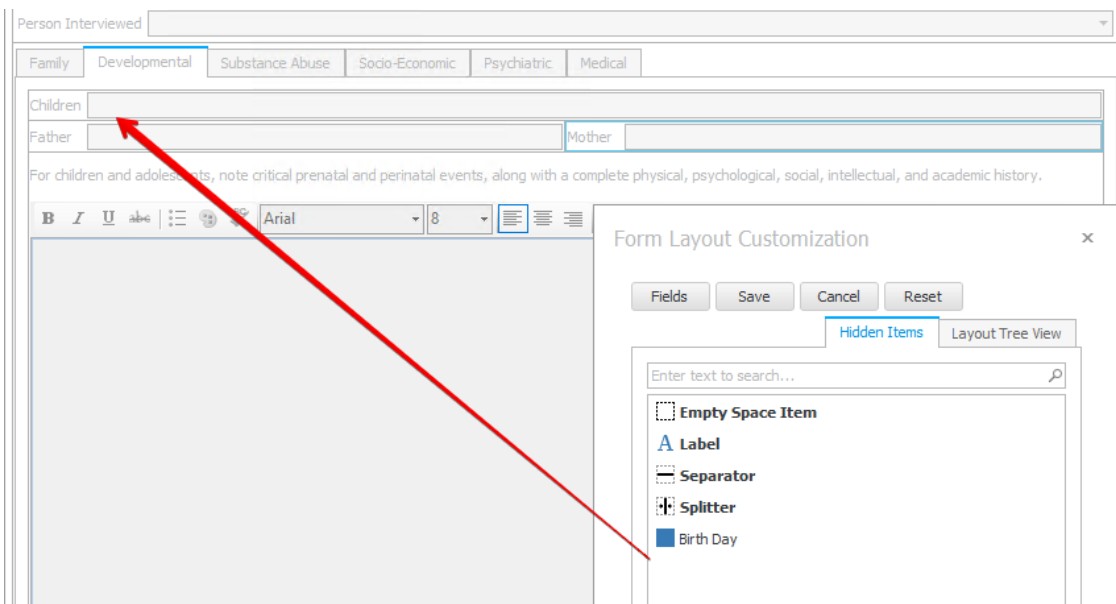 Person Interviewed
Family Developmental Substance Abuse Socio-Economic Psychiatric Medical
Children
Father Mother
For children and adolescents, note critical prenatal and perinatal events, along with a complete physical, psychological, social, intellectual, and academic history.
B I U abc Arial 8
Form Layout Customization
Fields Save Cancel Reset
Hidden Items Layout Tree View
Enter text to search...
Empty Space Item
A Label
Separator
Splitter
Birth Day